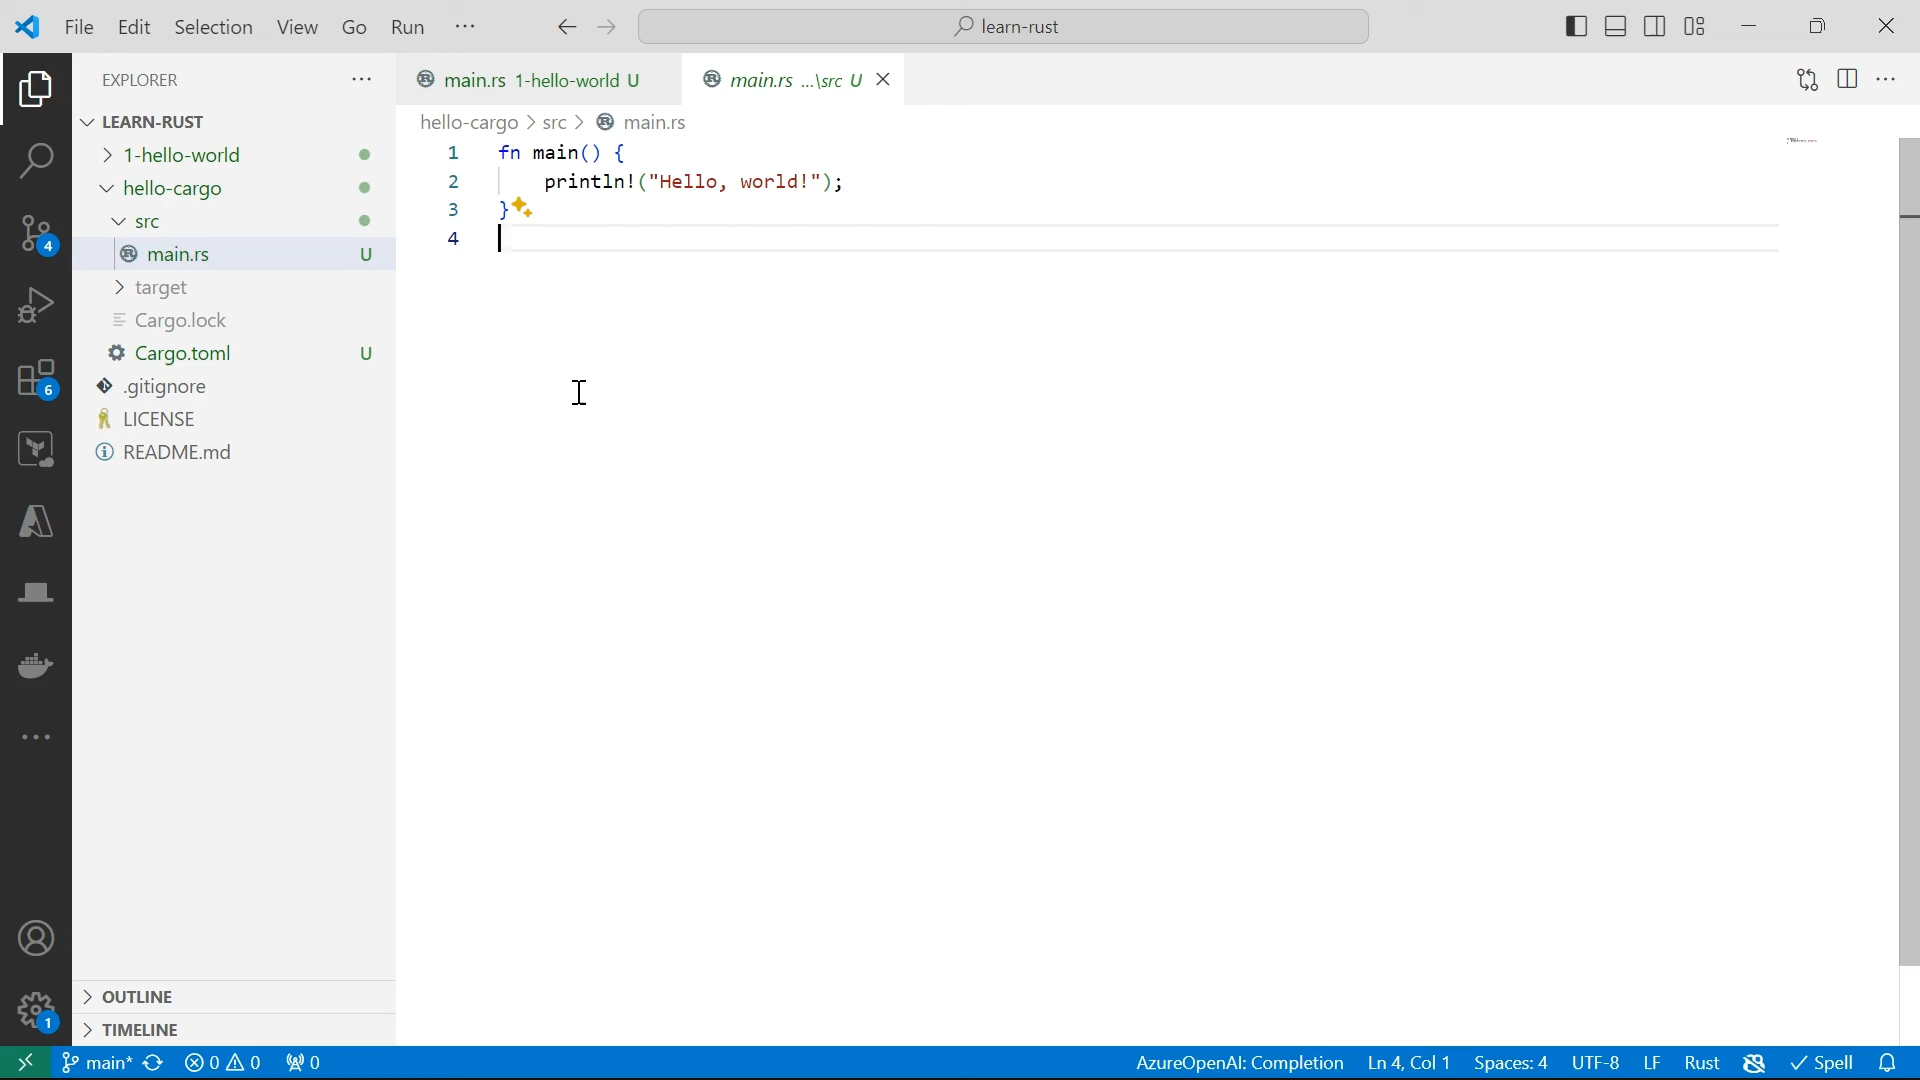 File Edit Selection View Go Run ··· learn-rust
EXPLORER ···
main.rs 1-hello-world U
main.rs ...\src U
LEARN-RUST
1-hello-world
hello-cargo
src
main.rs U
target
Cargo.lock
Cargo.toml U
.gitignore
LICENSE
README.md
OUTLINE
TIMELINE
hello-cargo > src > main.rs
1 fn main() {
2 println!("Hello, world!");
3 }
4
4
6
1
main* 0 0 0 AzureOpenAI: Completion Ln 4, Col 1 Spaces: 4 UTF-8 LF Rust Spell